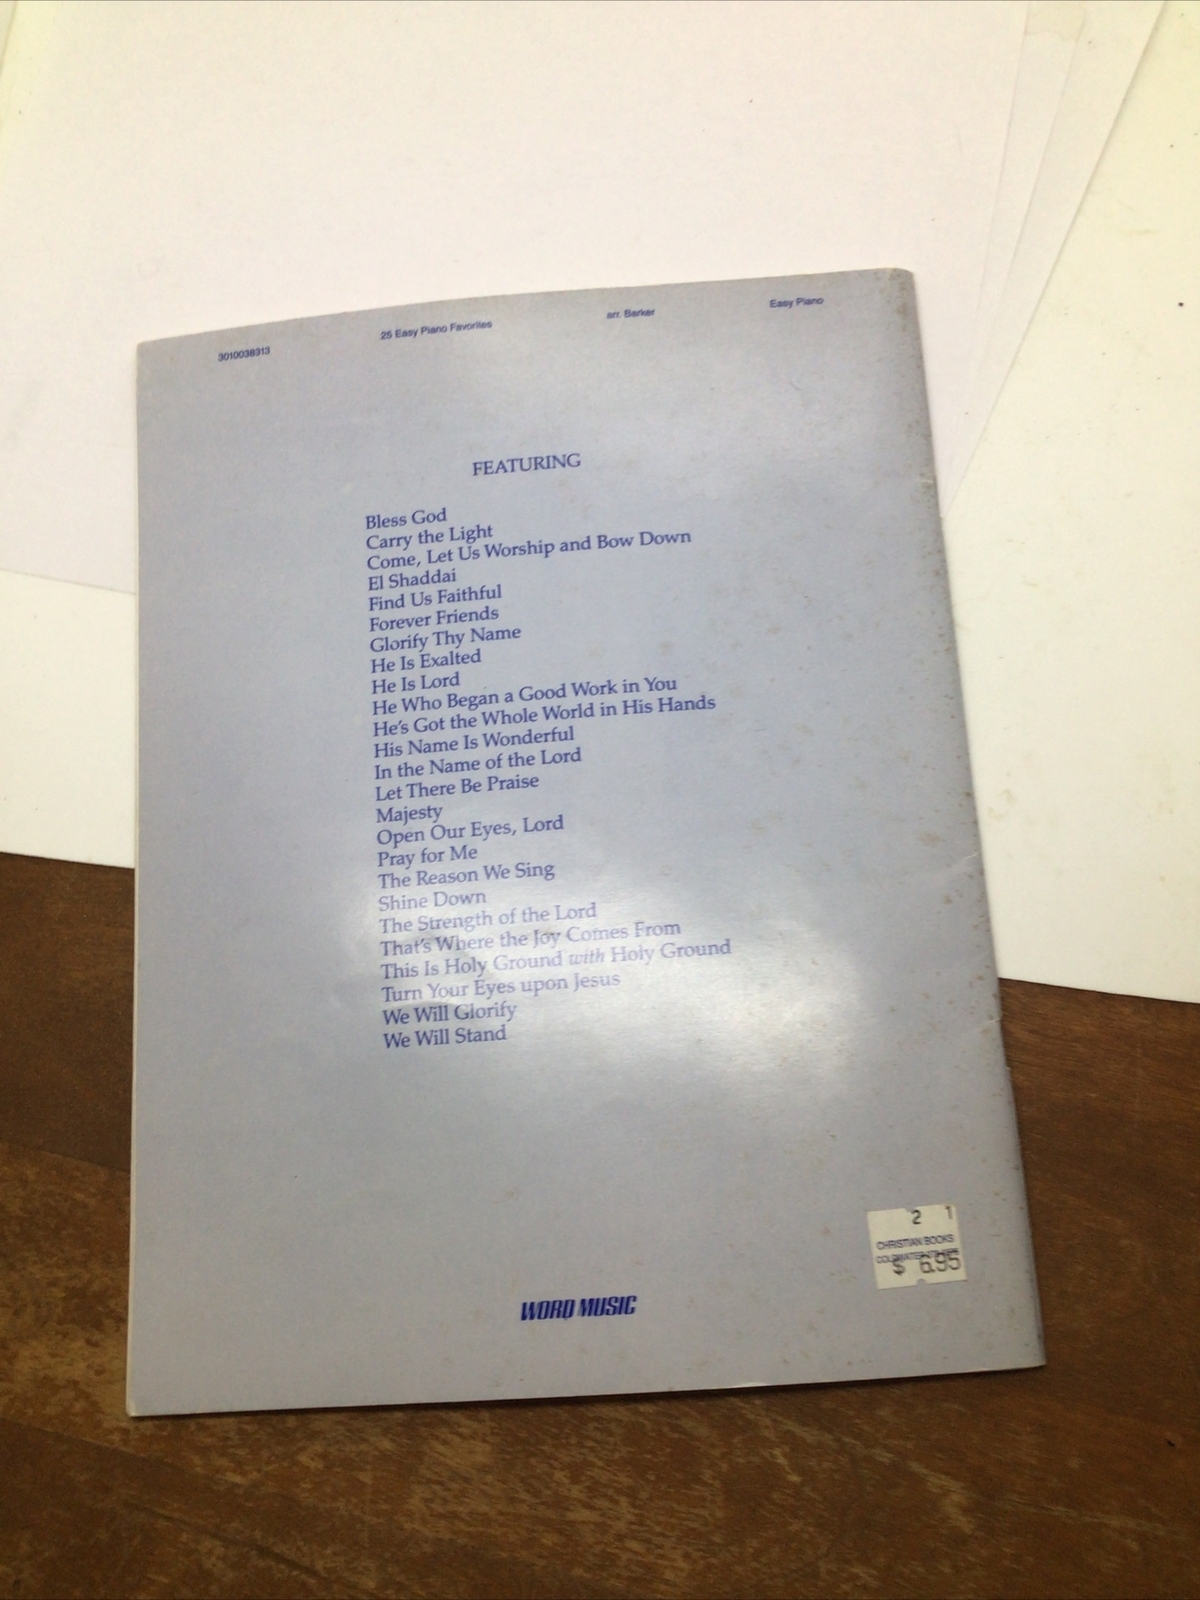 3010038313
25 Easy Piano Favorites
arr. Barker
Easy Piano
FEATURING
Bless God
Carry the Light
Come, Let Us Worship and Bow Down
El Shaddai
Find Us Faithful
Forever Friends
Glorify Thy Name
He Is Exalted
He Is Lord
He Who Began a Good Work in You
He's Got the Whole World in His Hands
His Name Is Wonderful
In the Name of the Lord
Let There Be Praise
Majesty
Open Our Eyes, Lord
Pray for Me
The Reason We Sing
Shine Down
The Strength of the Lord
That's Where the Joy Comes From
This Is Holy Ground with Holy Ground
Turn Your Eyes upon Jesus
We Will Glorify
We Will Stand
2 1
CHRISTIAN BOOKS
$ 6.95
WORD MUSIC